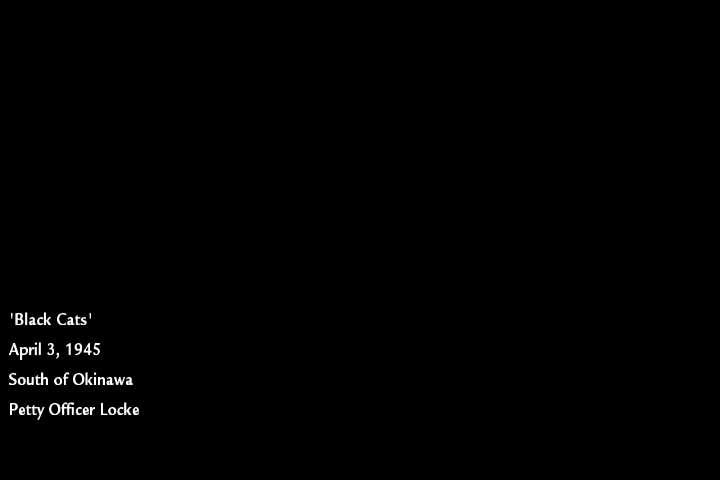 'Black Cats'
April 3, 1945
South of Okinawa
Petty Officer Locke